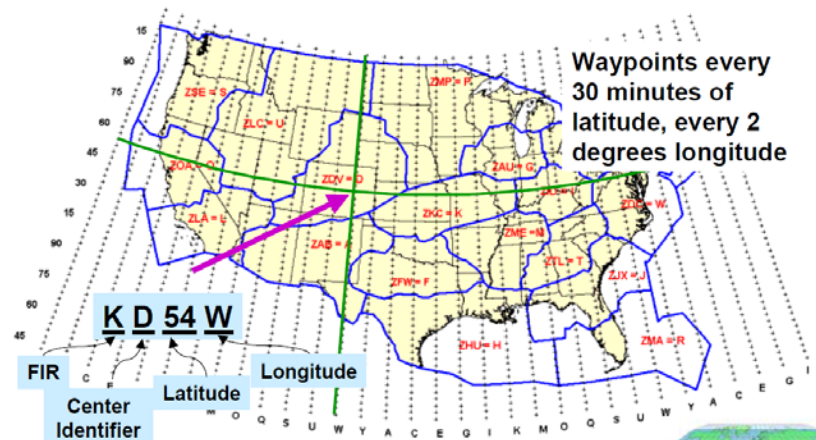 15
90
75
60
45
30
15
90
75
60
45
Waypoints every
30 minutes of
latitude, every 2
degrees longitude
ZMP = P
ZSE = S
ZLC = U
ZOA = O
ZDV = D
ZAU = G
ZLA = L
ZKC = K
ZDC = W
ZAB = A
ZME =M
ZTL = T
ZFW = F
ZJX = J
ZHU = H
ZMA = R
K D 54 W
FIR
Center
Identifier
Latitude
Longitude
C E M O Q S U W Y A C E G I K M O Q S U W Y A C E G I